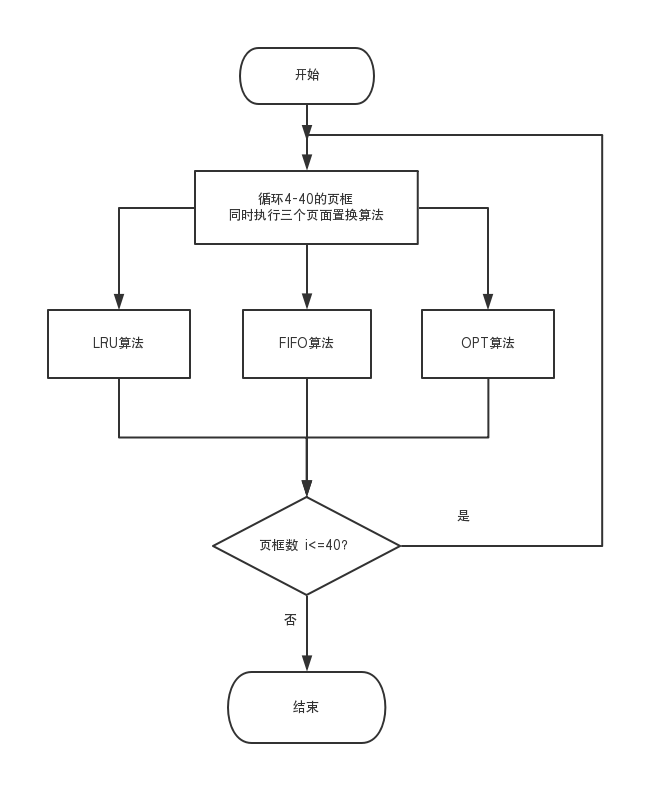 开始
循环4-40的页框
同时执行三个页面置换算法
LRU算法
FIFO算法
OPT算法
是
页框数 i<=40?
否
结束